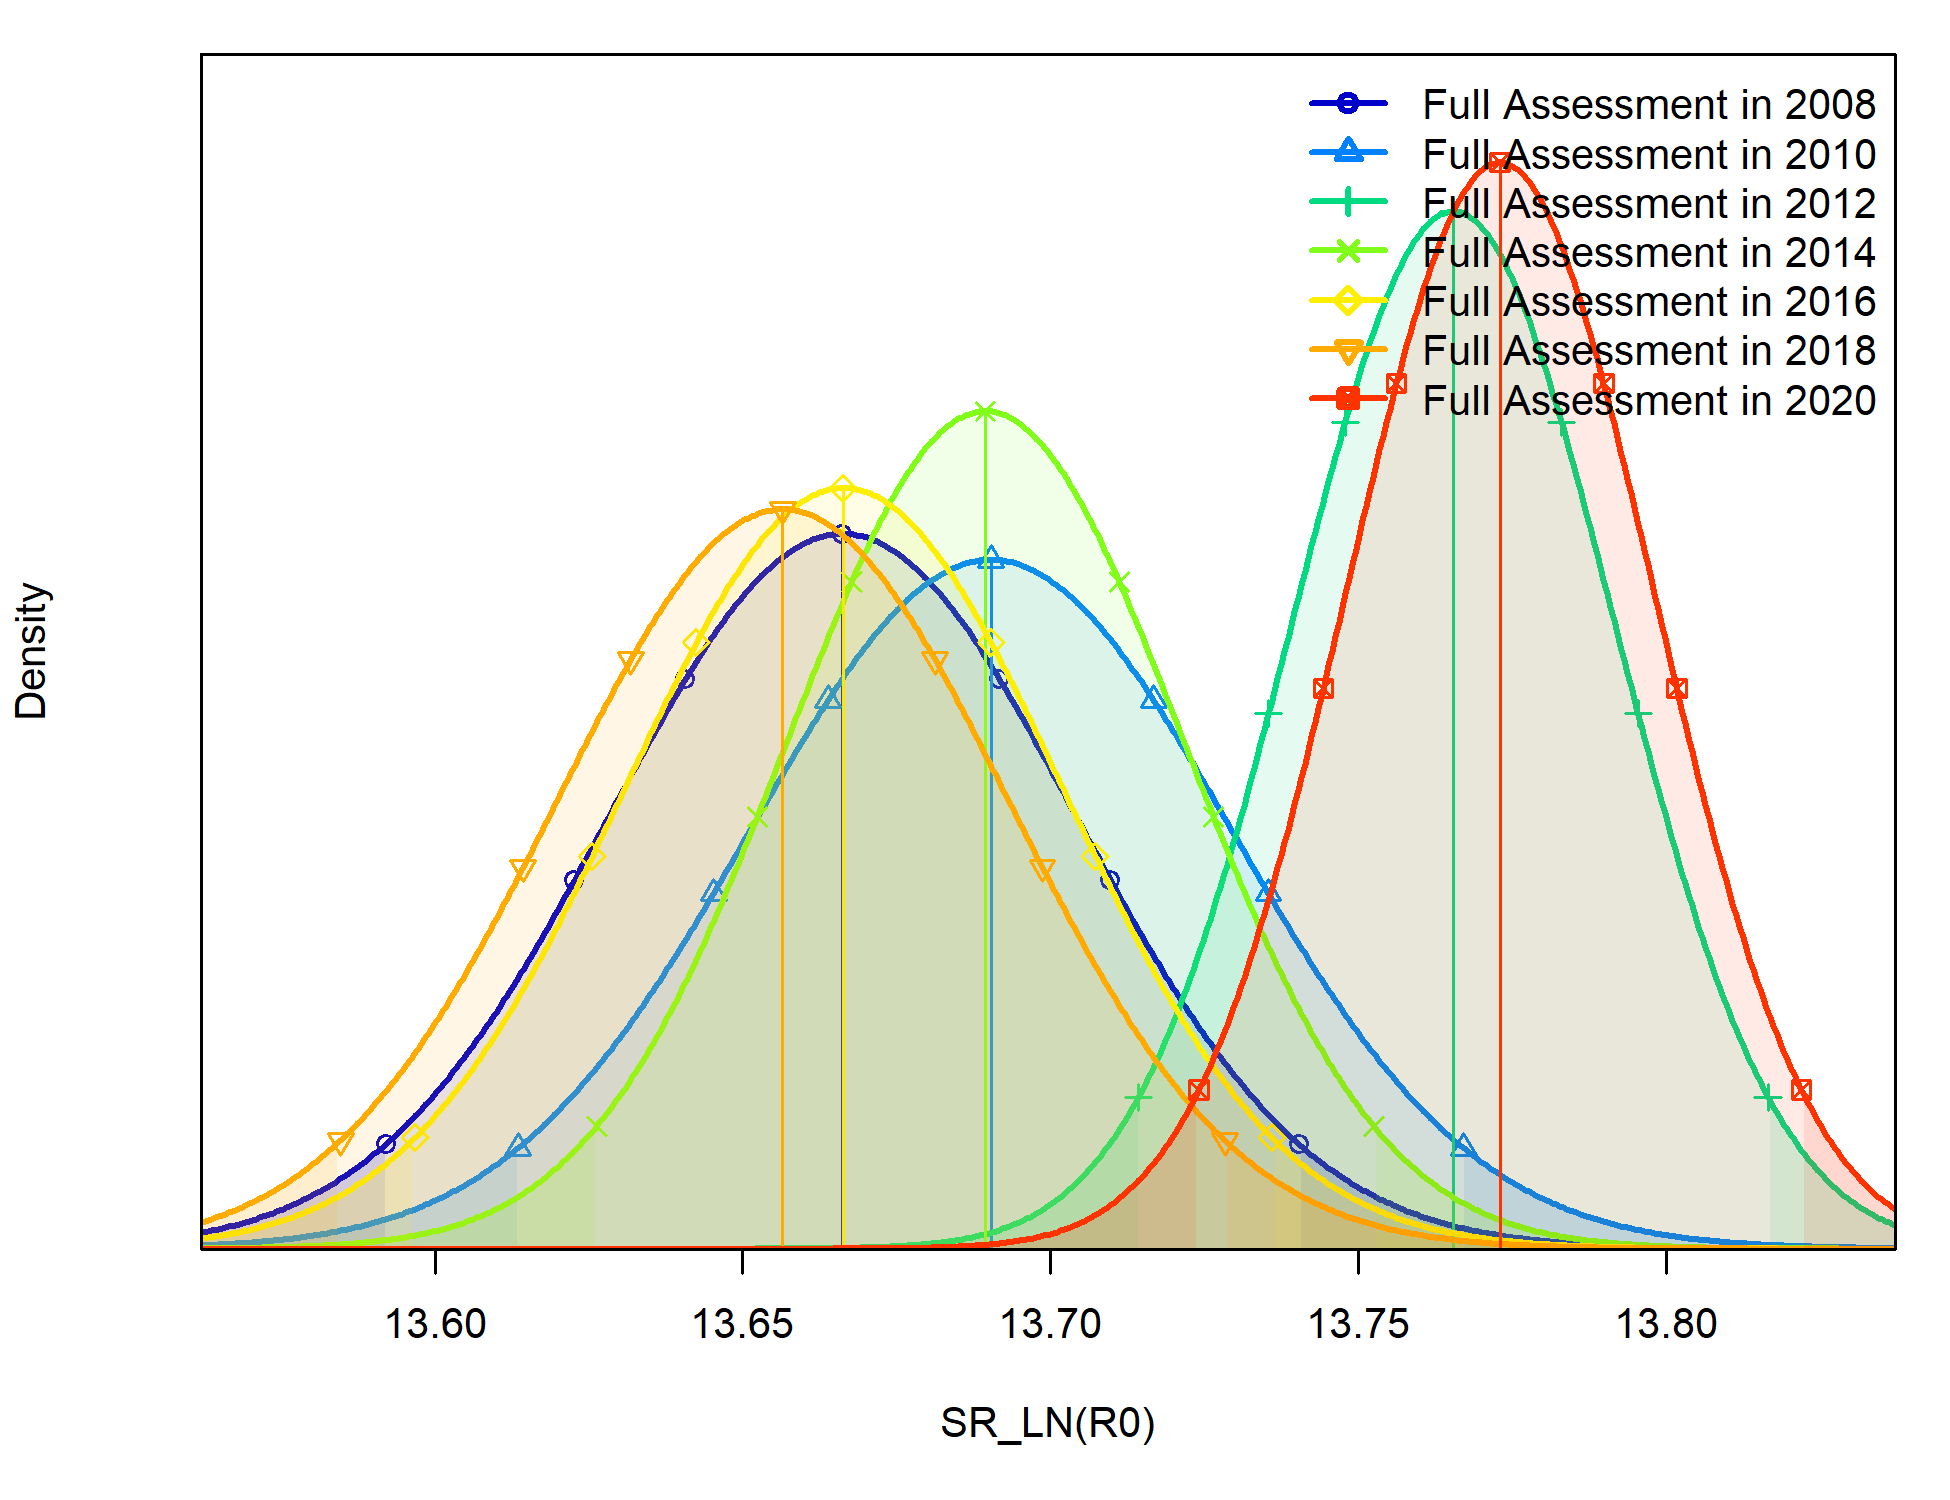 Full Assessment in 2008
Full Assessment in 2010
Full Assessment in 2012
Full Assessment in 2014
Full Assessment in 2016
Full Assessment in 2018
Full Assessment in 2020
Density
13.60 13.65 13.70 13.75 13.80
SR_LN(R0)